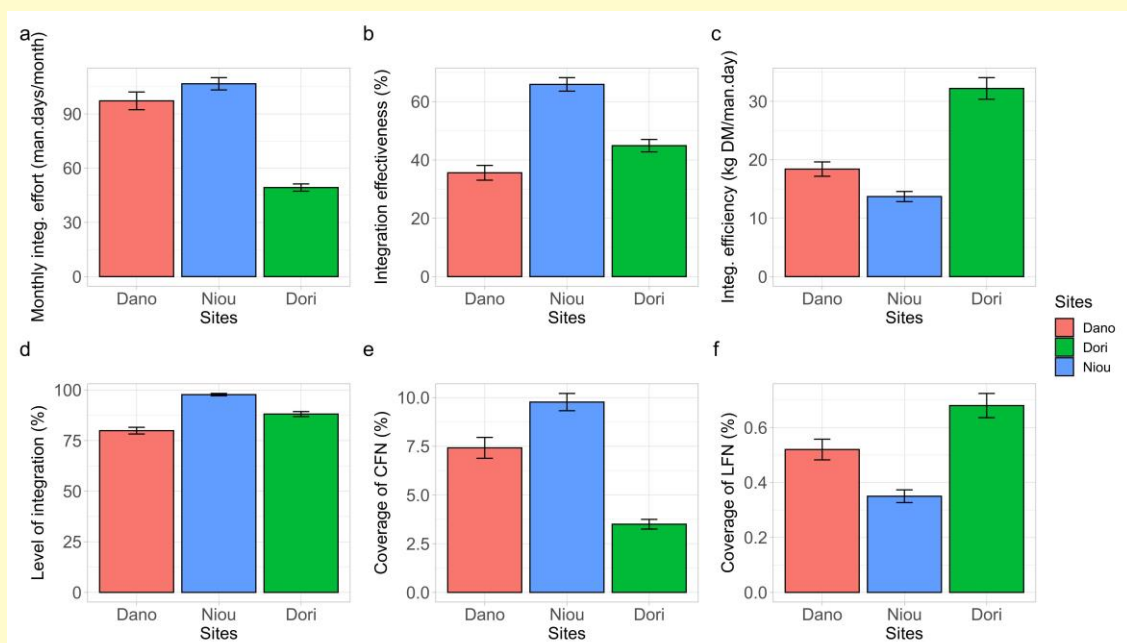 a
Monthly integ. effort (man.days/month)
90
60
30
0
Dano Niou Dori
Sites
b
Integration effectiveness (%)
60
40
20
0
Dano Niou Dori
Sites
c
Integ. efficiency (kg DM/man.day)
30
20
10
0
Dano Niou Dori
Sites
Sites
Dano
Dori
Niou
d
Level of integration (%)
100
75
50
25
0
Dano Niou Dori
Sites
e
Coverage of CFN (%)
10.0
7.5
5.0
2.5
0.0
Dano Niou Dori
Sites
f
Coverage of LFN (%)
0.6
0.4
0.2
0.0
Dano Niou Dori
Sites